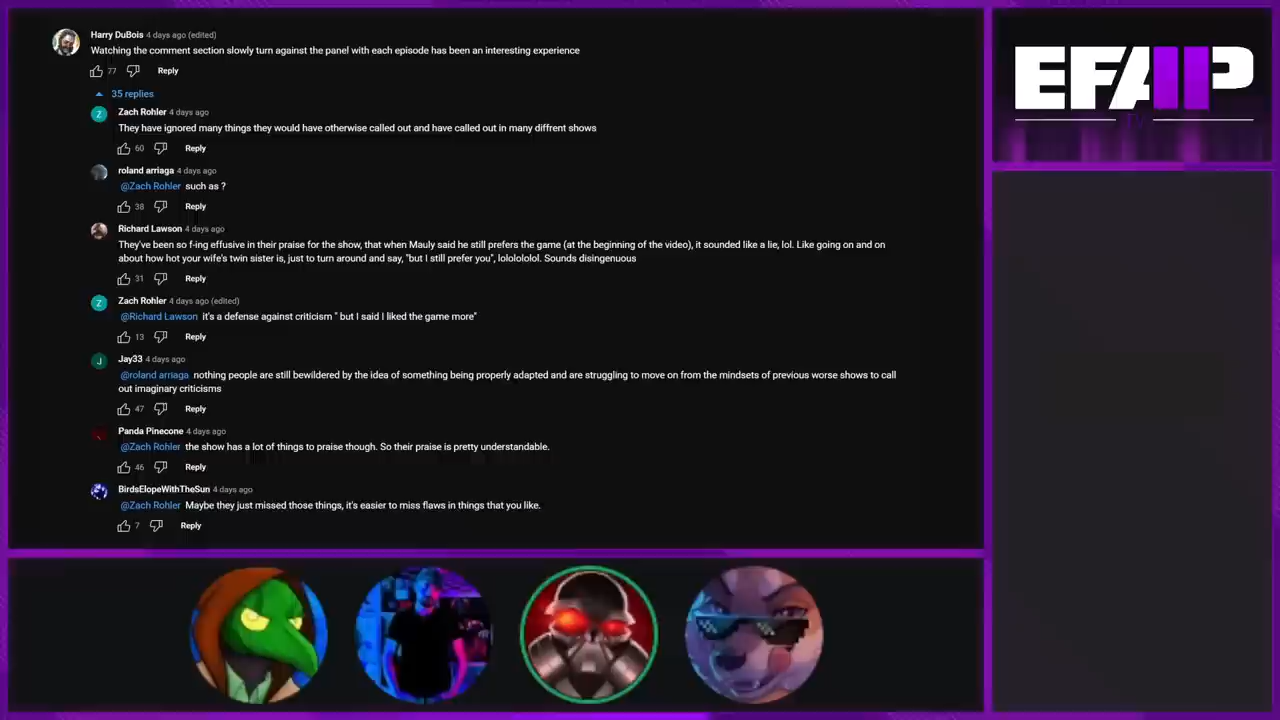 Harry DuBois 4 days ago (edited)
Watching the comment section slowly turn against the panel with each episode has been an interesting experience
77 Reply
35 replies
Z Zach Rohler 4 days ago
They have ignored many things they would have otherwise called out and have called out in many diffrent shows
60 Reply
roland arriaga 4 days ago
@Zach Rohler such as ?
38 Reply
Richard Lawson 4 days ago
They've been so f-ing effusive in their praise for the show, that when Mauly said he still prefers the game (at the beginning of the video), it sounded like a lie, lol. Like going on and on
about how hot your wife's twin sister is, just to turn around and say, "but I still prefer you", lolololol. Sounds disingenuous
31 Reply
Z Zach Rohler 4 days ago (edited)
@Richard Lawson it's a defense against criticism " but I said I liked the game more"
13 Reply
J Jay33 4 days ago
@roland arriaga nothing people are still bewildered by the idea of something being properly adapted and are struggling to move on from the mindsets of previous worse shows to call
out imaginary criticisms
47 Reply
Panda Pinecone 4 days ago
@Zach Rohler the show has a lot of things to praise though. So their praise is pretty understandable.
46 Reply
BirdsElopeWithTheSun 4 days ago
@Zach Rohler Maybe they just missed those things, it's easier to miss flaws in things that you like.
7 Reply
EFAP
TV